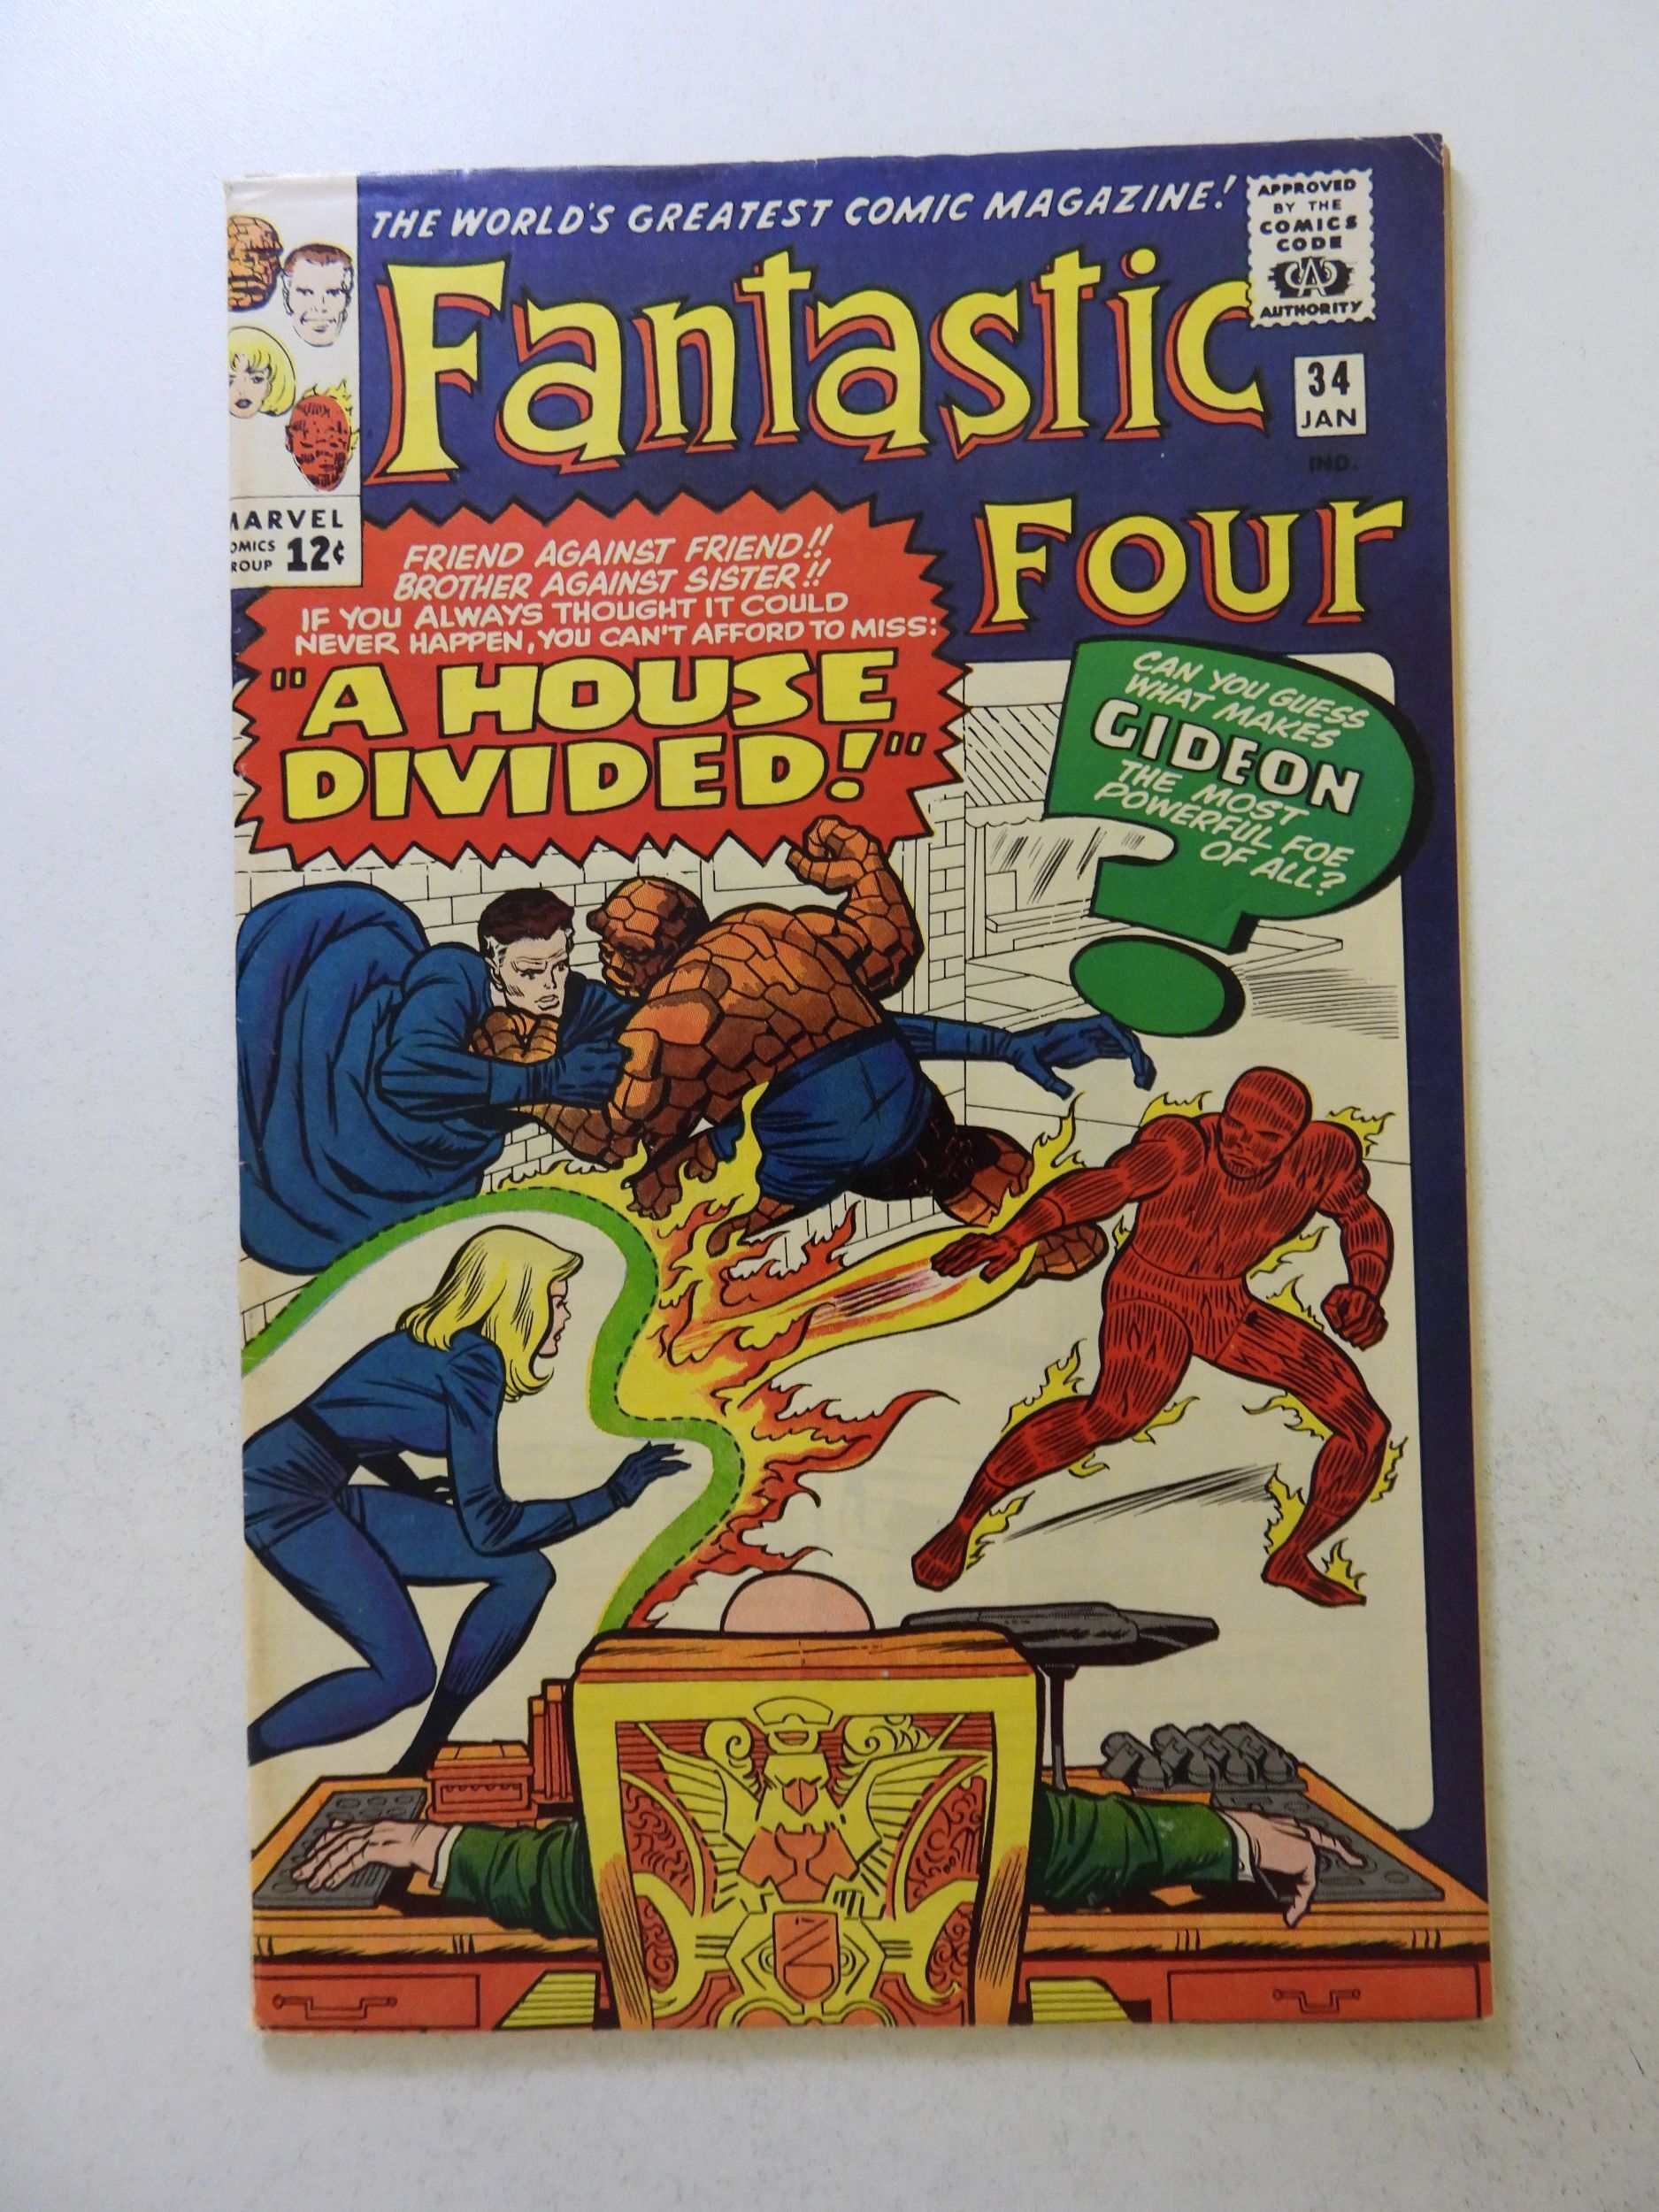 THE WORLD'S GREATEST COMIC MAGAZINE!
APPROVED
BY THE
COMICS
CODE
CA
AUTHORITY
Fantastic
Four
34
JAN
IND.
MARVEL
OMICS
ROUP 12¢
FRIEND AGAINST FRIEND!!
BROTHER AGAINST SISTER!!
IF YOU ALWAYS THOUGHT IT COULD
NEVER HAPPEN, YOU CAN'T AFFORD TO MISS:
"A HOUSE
DIVIDED!"
CAN YOU GUESS
WHAT MAKES
GIDEON
THE MOST
POWERFUL FOE
OF ALL?